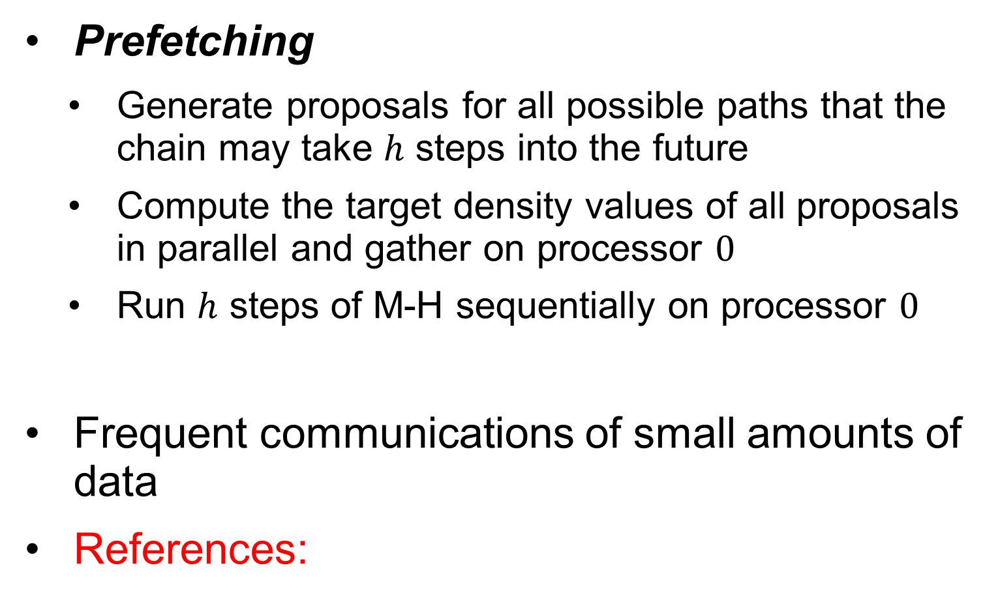 • Prefetching
• Generate proposals for all possible paths that the
chain may take ℎ steps into the future
• Compute the target density values of all proposals
in parallel and gather on processor 0
• Run ℎ steps of M-H sequentially on processor 0
• Frequent communications of small amounts of
data
• References: